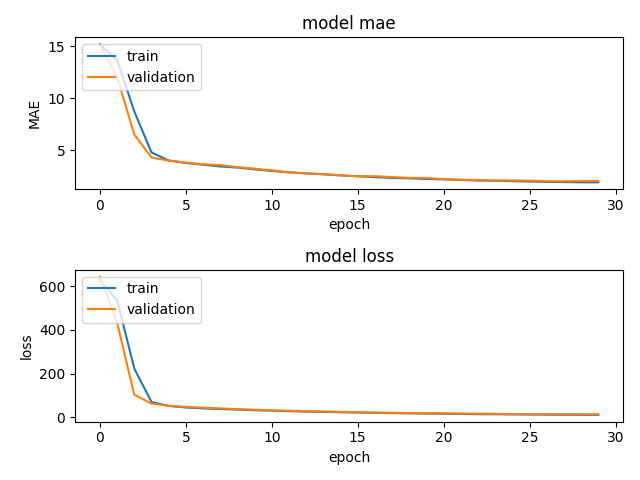 model mae
15
10
5
MAE
train
validation
0 5 10 15 20 25 30
epoch
model loss
600
400
200
0
loss
train
validation
0 5 10 15 20 25 30
epoch